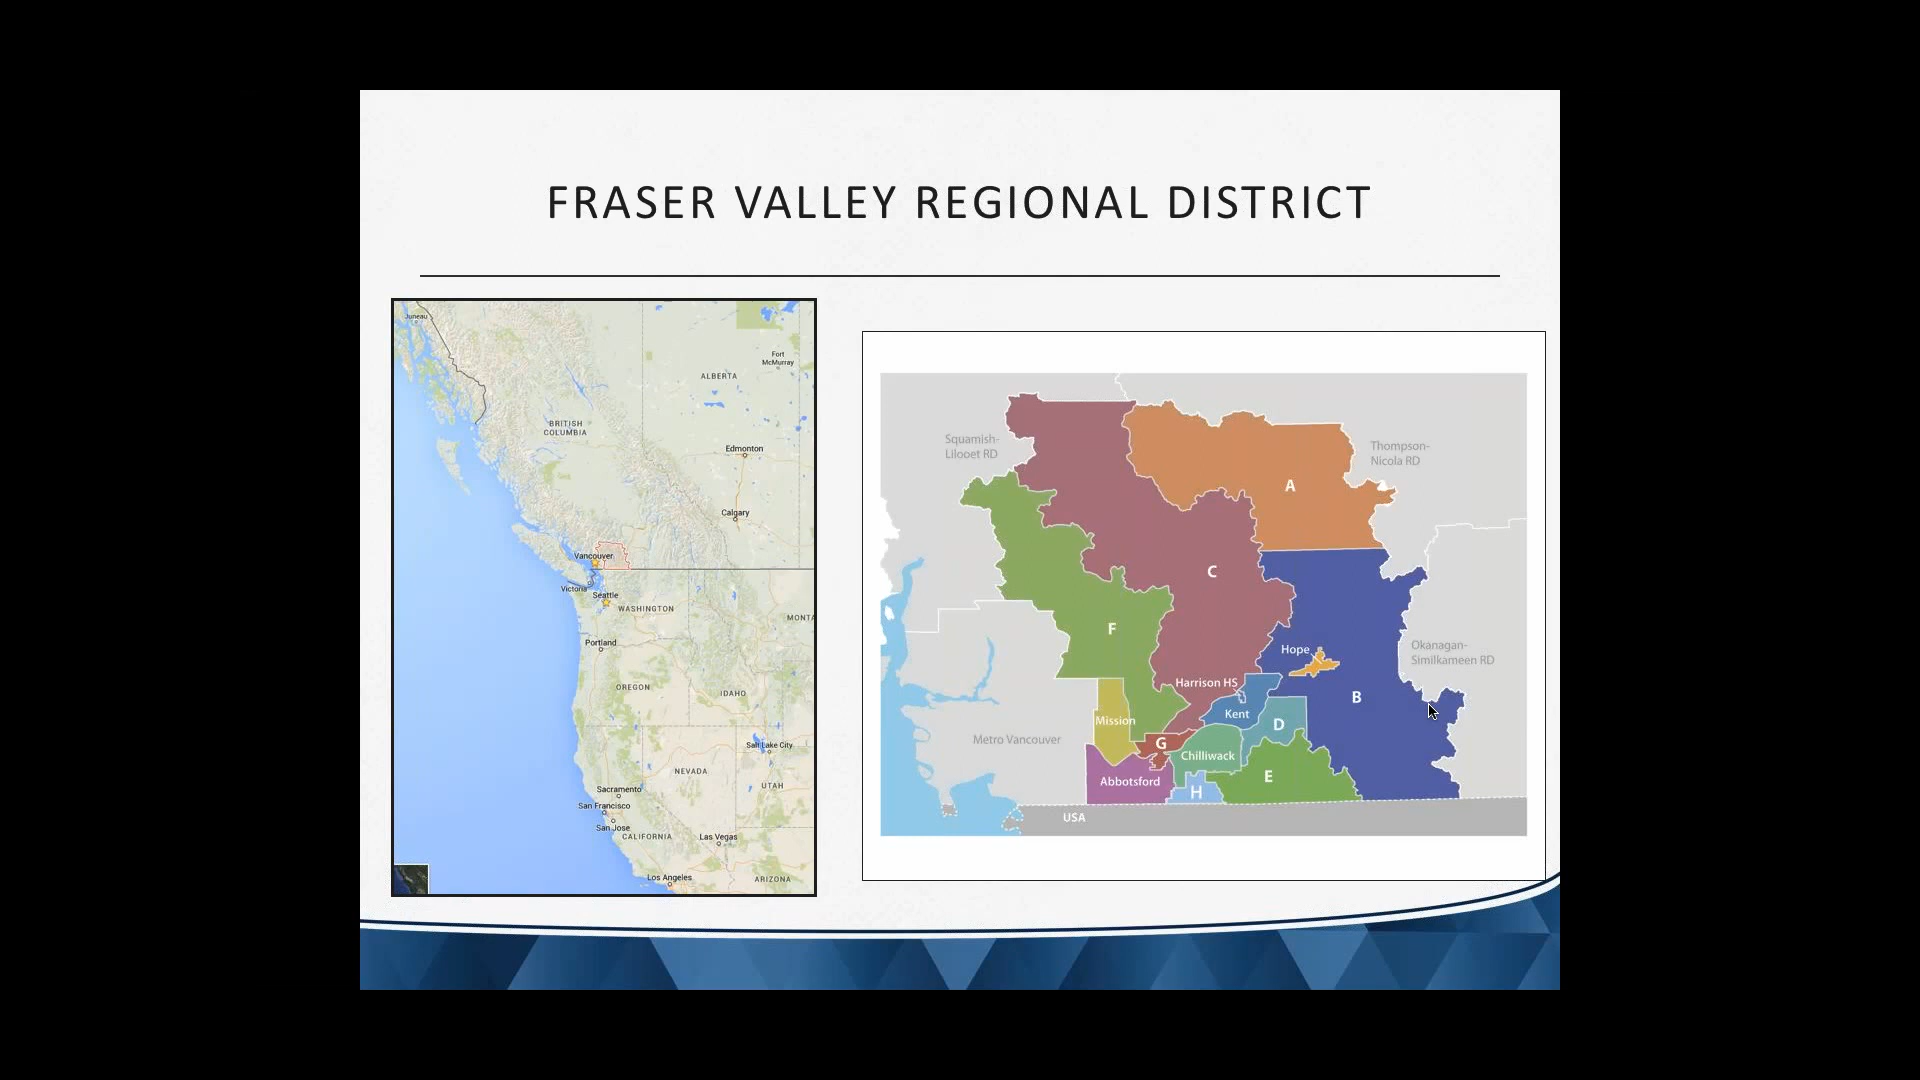 FRASER VALLEY REGIONAL DISTRICT
Juneau
Fort
McMurray
ALBERTA
BRITISH
COLUMBIA
Edmonton
Calgary
Vancouver
Victoria
Seattle
WASHINGTON
MONTA
Portland
OREGON
IDAHO
Salt Lake City
NEVADA
UTAH
Sacramento
San Francisco
San Jose
CALIFORNIA
Las Vegas
Los Angeles
ARIZONA
Squamish-
Lilooet RD
Thompson-
Nicola RD
A
C
F
Hope
Okanagan-
Similkameen RD
Harrison HS
B
Kent
Mission
D
Metro Vancouver
G
Chilliwack
Abbotsford
E
H
USA